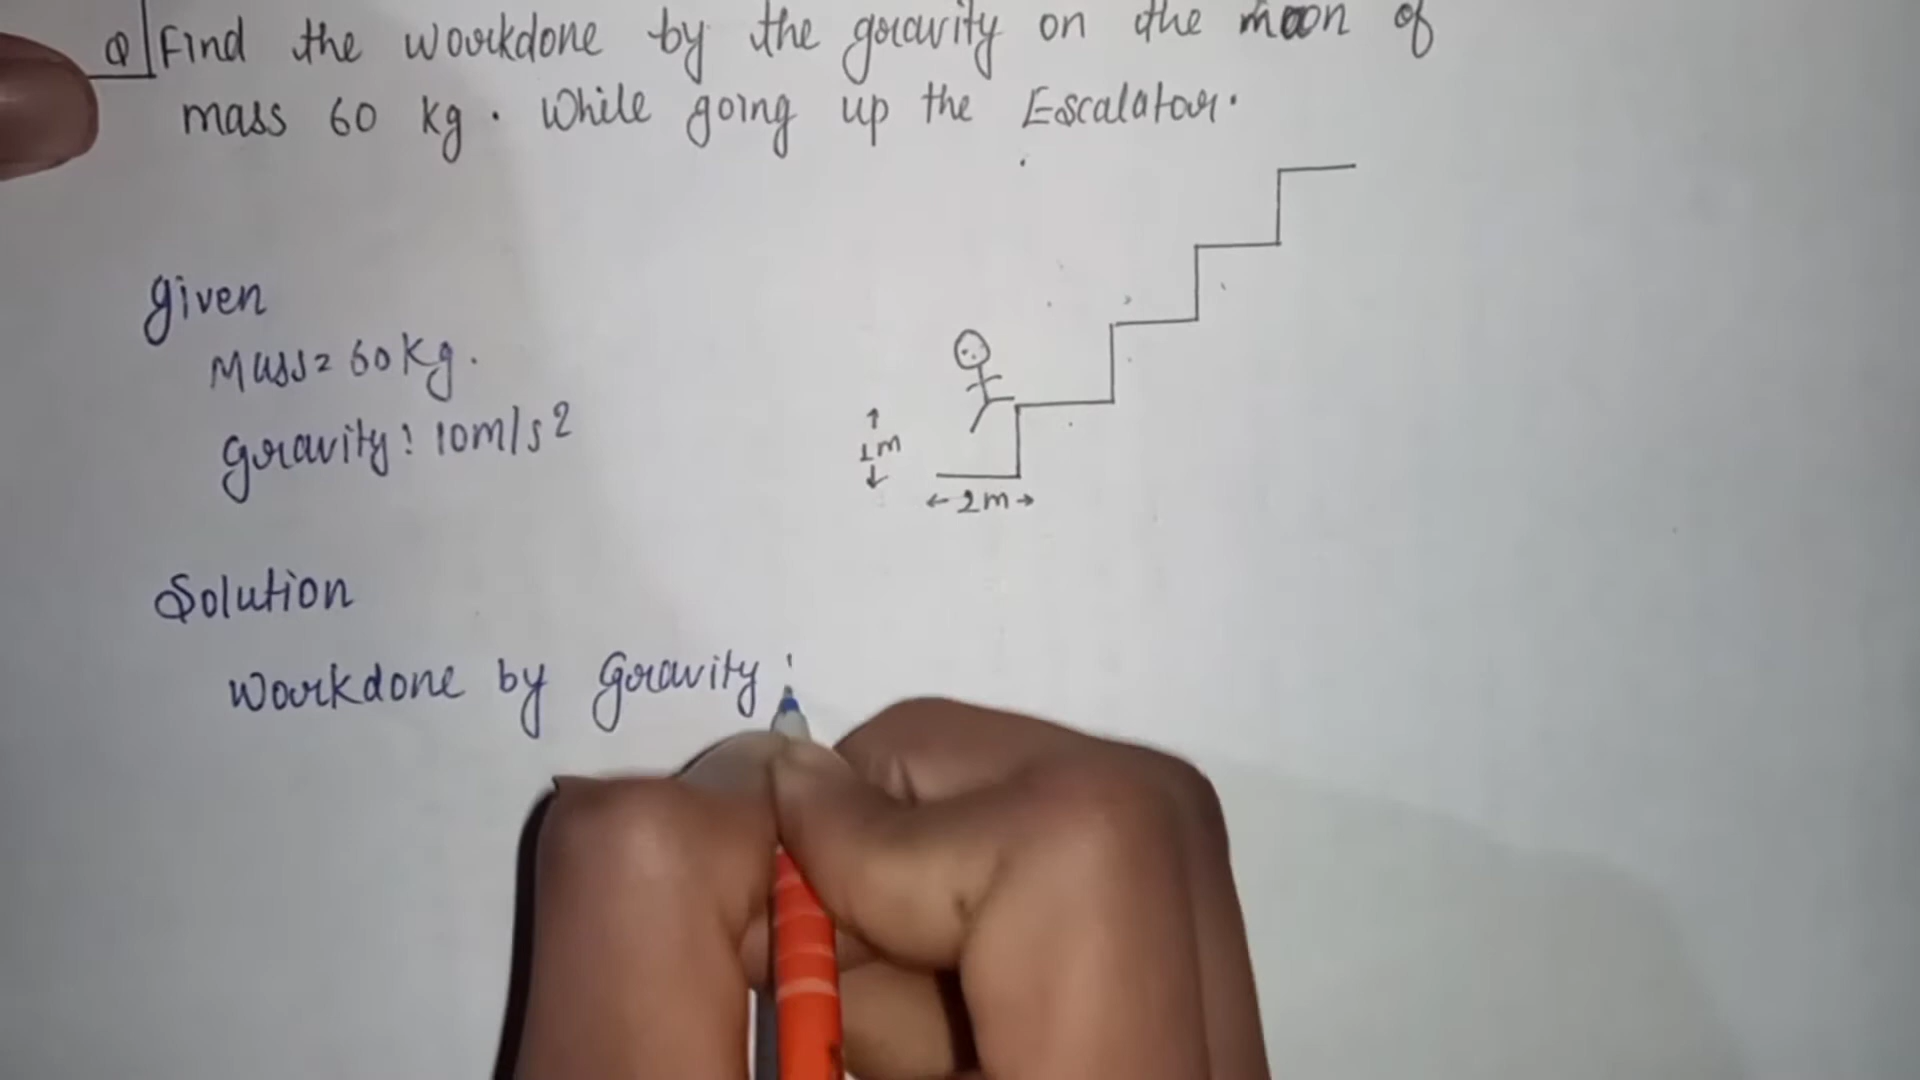 Q Find the workdone by the gravity on the man of
mass 60 kg. While going up the Escalator.
given
Mass = 60 kg.
gravity: 10m/s2
1m
2m
Solution
Workdone by Gravity :